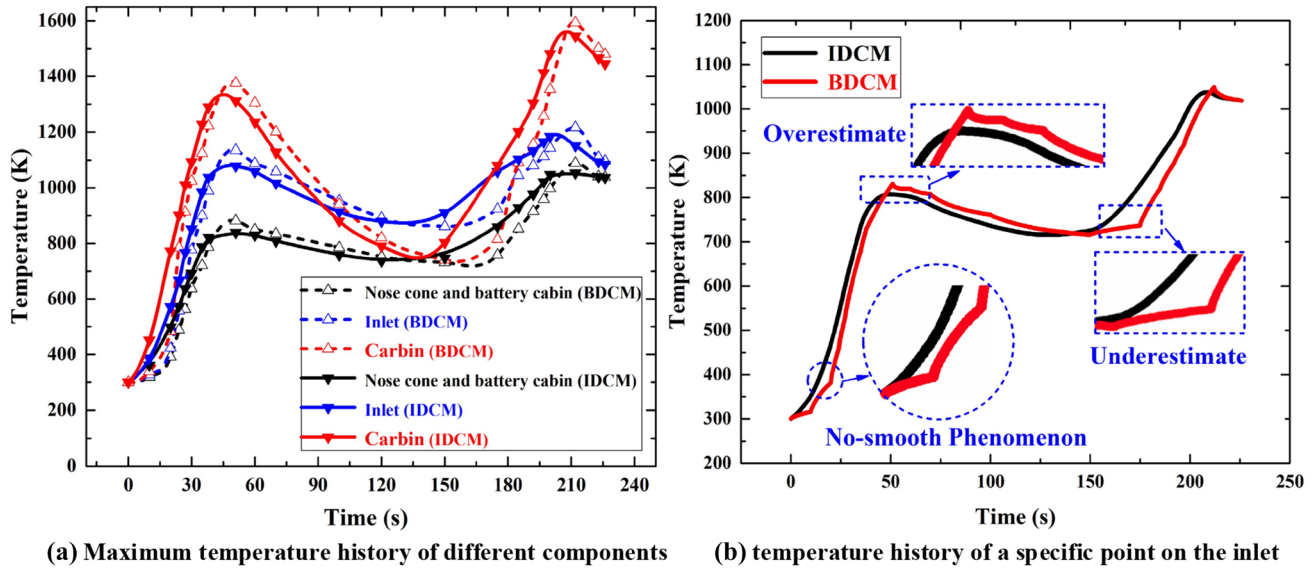 1600
1400
1200
1000
800
600
400
200
0
Temperature (K)
0 30 60 90 120 150 180 210 240
Time (s)
Nose cone and battery cabin (BDCM)
Inlet (BDCM)
Carbin (BDCM)
Nose cone and battery cabin (IDCM)
Inlet (IDCM)
Carbin (IDCM)
(a) Maximum temperature history of different components
1200
1100
1000
900
800
700
600
500
400
300
200
Temperature (K)
0 50 100 150 200 250
Time (s)
IDCM
BDCM
Overestimate
Underestimate
No-smooth Phenomenon
(b) temperature history of a specific point on the inlet